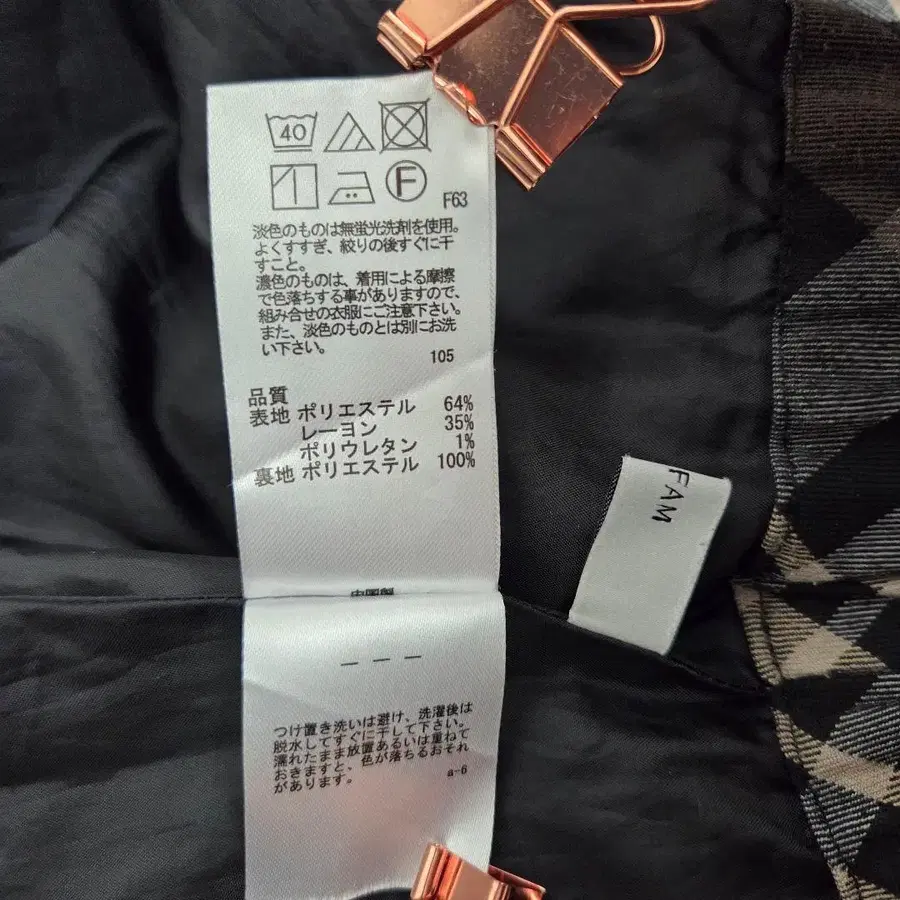 40
F
F63
淡色のものは無蛍光洗剤を使用。
よくすすぎ、絞りの後すぐに干
すこと。
濃色のものは、着用による摩擦
で色落ちする事がありますので、
組み合せの衣服にご注意下さい。
また、淡色のものとは別にお洗
い下さい。
105
品質
表地 ポリエステル 64%
レーヨン 35%
ポリウレタン 1%
裏地 ポリエステル 100%
FAM
中国製
つけ置き洗いは避け、洗濯後は
脱水してすぐに干して下さい。
濡れたまま放置あるいは重ねて
おきますと、色が落ちるおそれ
があります。
a-6